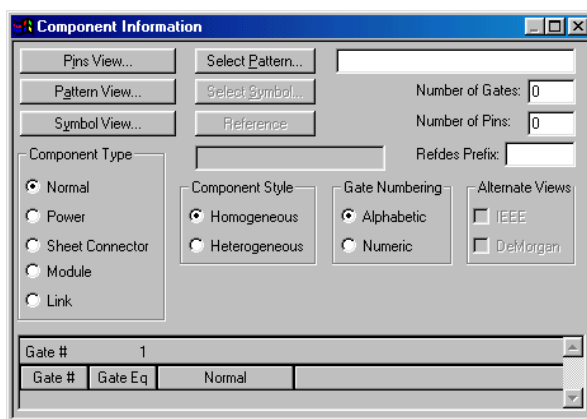 Component Information
Pins View... Select Pattern...
Pattern View... Select Symbol... Number of Gates: 0
Symbol View... Reference Number of Pins: 0
Component Type Refdes Prefix:
Normal Component Style Gate Numbering Alternate Views
Power Homogeneous Alphabetic IEEE
Sheet Connector Heterogeneous Numeric DeMorgan
Module
Link
Gate # 1
Gate # Gate Eq Normal